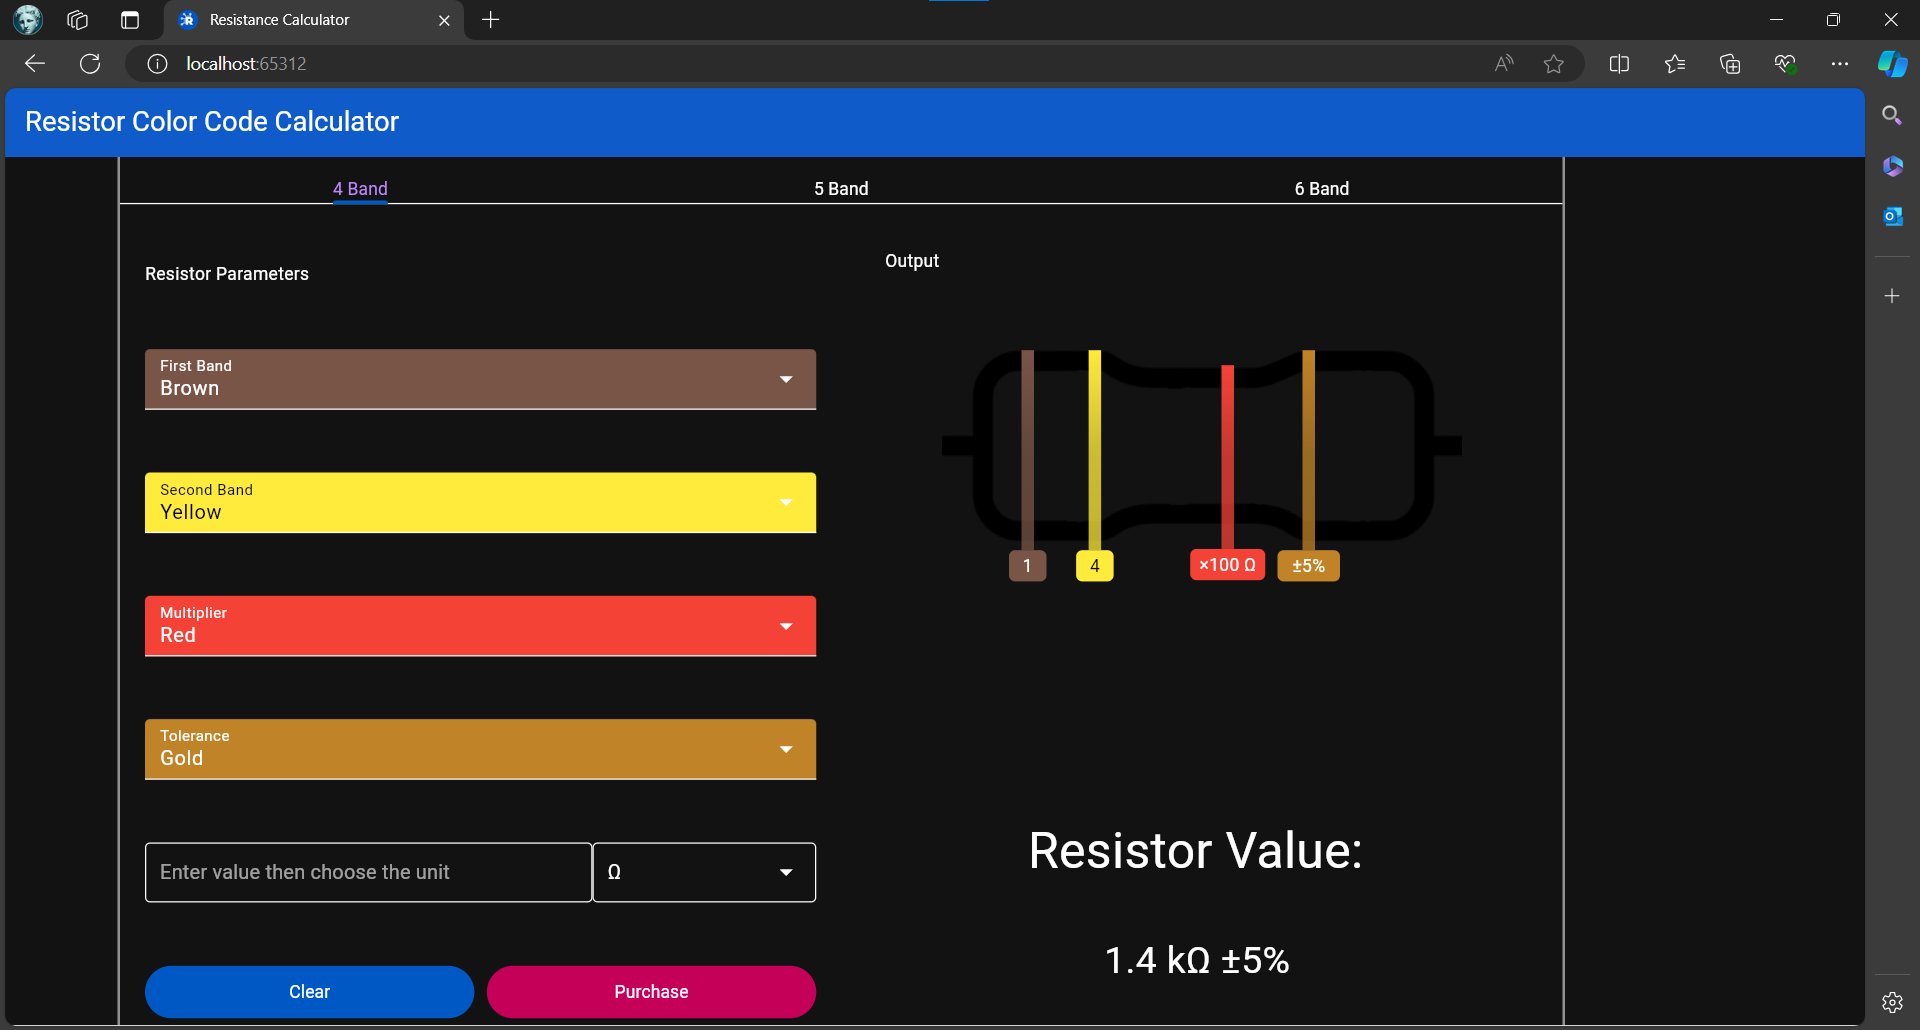 Resistance Calculator
localhost:65312
Resistor Color Code Calculator
4 Band
5 Band
6 Band
Resistor Parameters
Output
First Band
Brown
Second Band
Yellow
Multiplier
Red
Tolerance
Gold
Enter value then choose the unit
Ω
Clear
Purchase
1
4
×100 Ω
±5%
Resistor Value:
1.4 kΩ ±5%